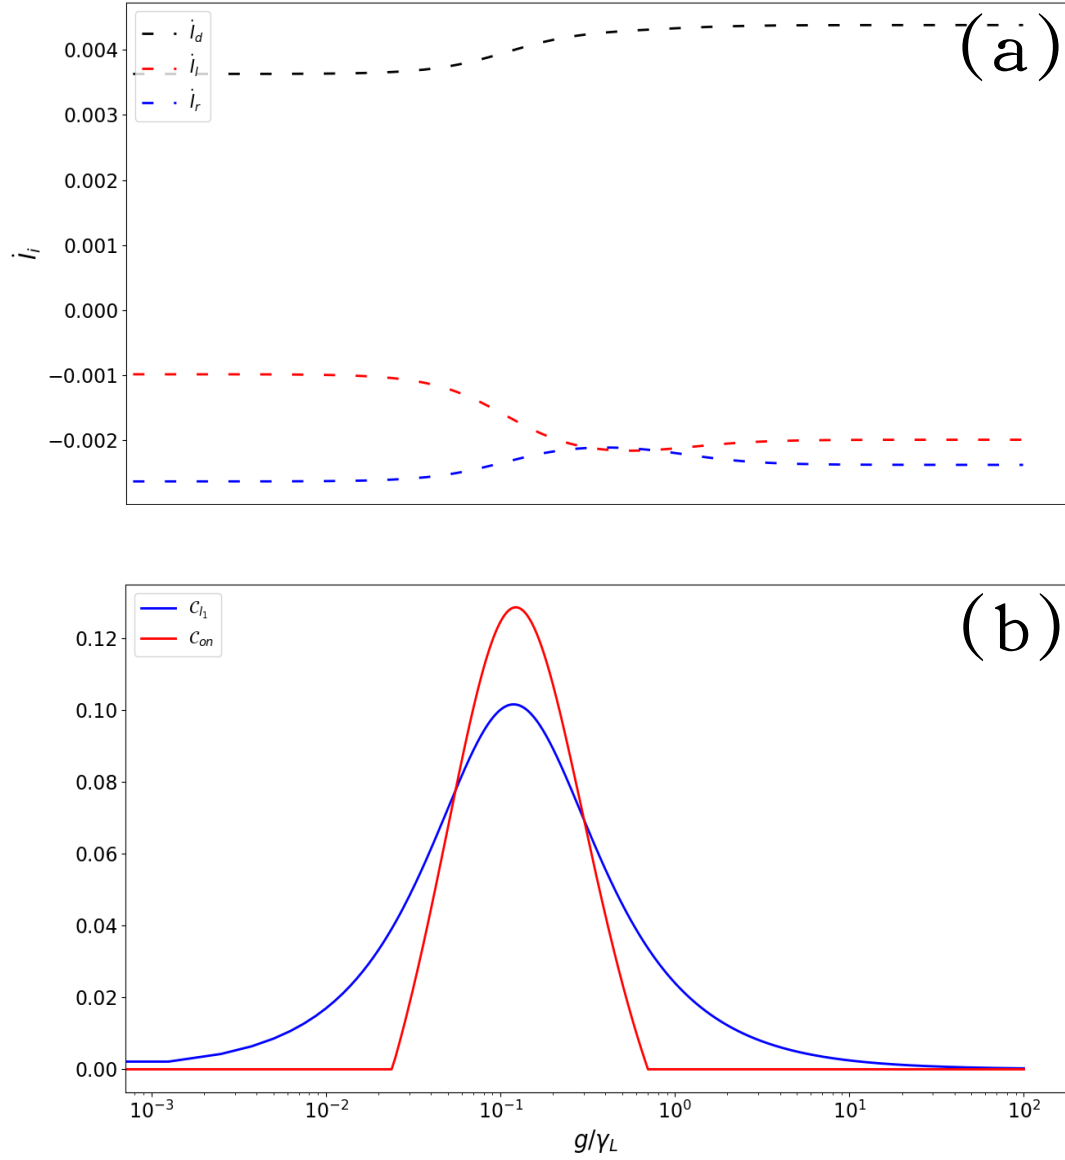 (a)
İ_d
İ_l
İ_r
0.004
0.003
0.002
0.001
0.000
−0.001
−0.002
İ_i
(b)
𝒞_{l_1}
𝒞_{on}
0.12
0.10
0.08
0.06
0.04
0.02
0.00
10^{−3} 10^{−2} 10^{−1} 10^{0} 10^{1} 10^{2}
g/γ_L